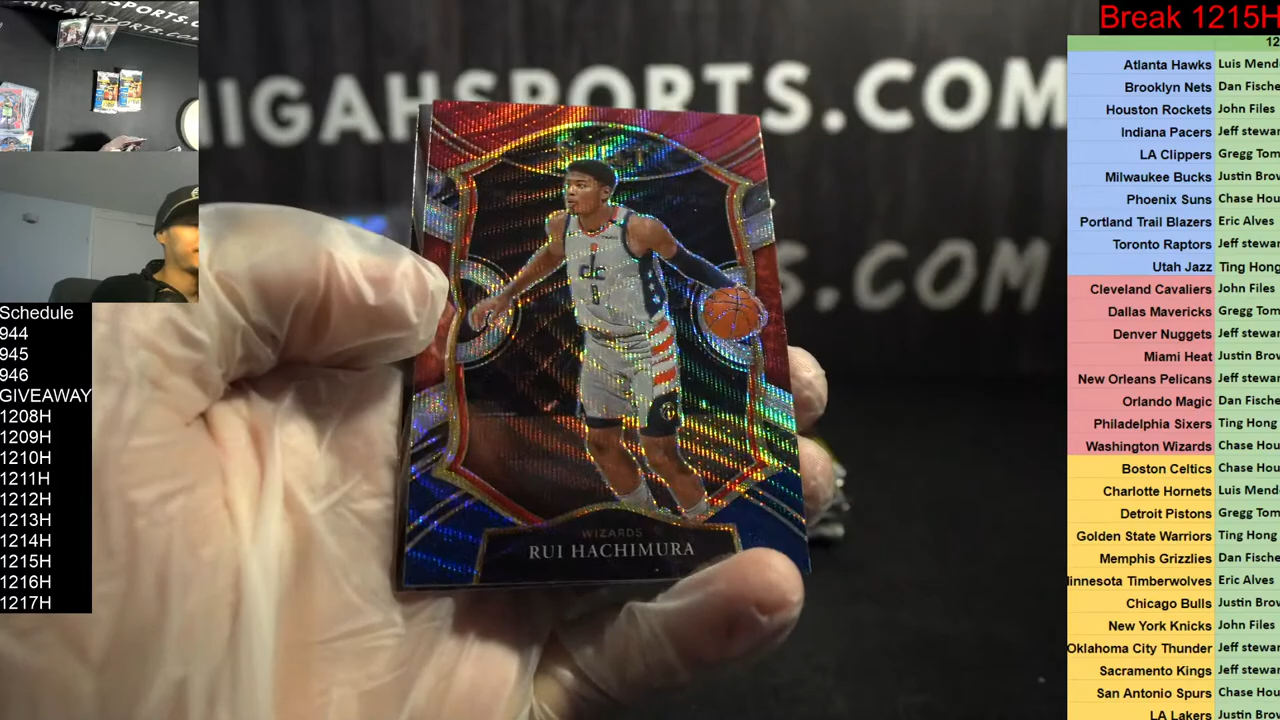 HIGAHSPORTS.COM
Break 1215H
12
HIGAHSPORTS.COM
S.COM
WIZARDS
RUI HACHIMURA
Schedule
944
945
946
GIVEAWAY
1208H
1209H
1210H
1211H
1212H
1213H
1214H
1215H
1216H
1217H
Atlanta Hawks Luis Mend
Brooklyn Nets Dan Fische
Houston Rockets John Files
Indiana Pacers Jeff stewar
LA Clippers Gregg Tom
Milwaukee Bucks Justin Brov
Phoenix Suns Chase Hou
Portland Trail Blazers Eric Alves
Toronto Raptors Jeff stewar
Utah Jazz Ting Hong
Cleveland Cavaliers John Files
Dallas Mavericks Gregg Tom
Denver Nuggets Jeff stewar
Miami Heat Justin Brov
New Orleans Pelicans Jeff stewar
Orlando Magic Dan Fische
Philadelphia Sixers Ting Hong
Washington Wizards Chase Hou
Boston Celtics Chase Hou
Charlotte Hornets Luis Mend
Detroit Pistons Gregg Tom
Golden State Warriors Ting Hong
Memphis Grizzlies Dan Fische
innesota Timberwolves Eric Alves
Chicago Bulls Justin Brov
New York Knicks John Files
Oklahoma City Thunder Jeff stewar
Sacramento Kings Jeff stewar
San Antonio Spurs Chase Hou
LA Lakers Justin Brov